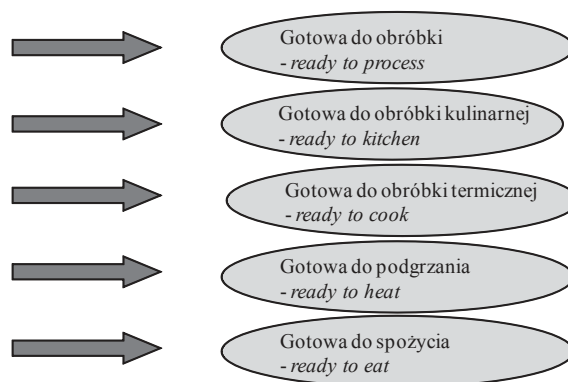 Gotowa do obróbki
- ready to process
Gotowa do obróbki kulinarnej
- ready to kitchen
Gotowa do obróbki termicznej
- ready to cook
Gotowa do podgrzania
- ready to heat
Gotowa do spożycia
- ready to eat